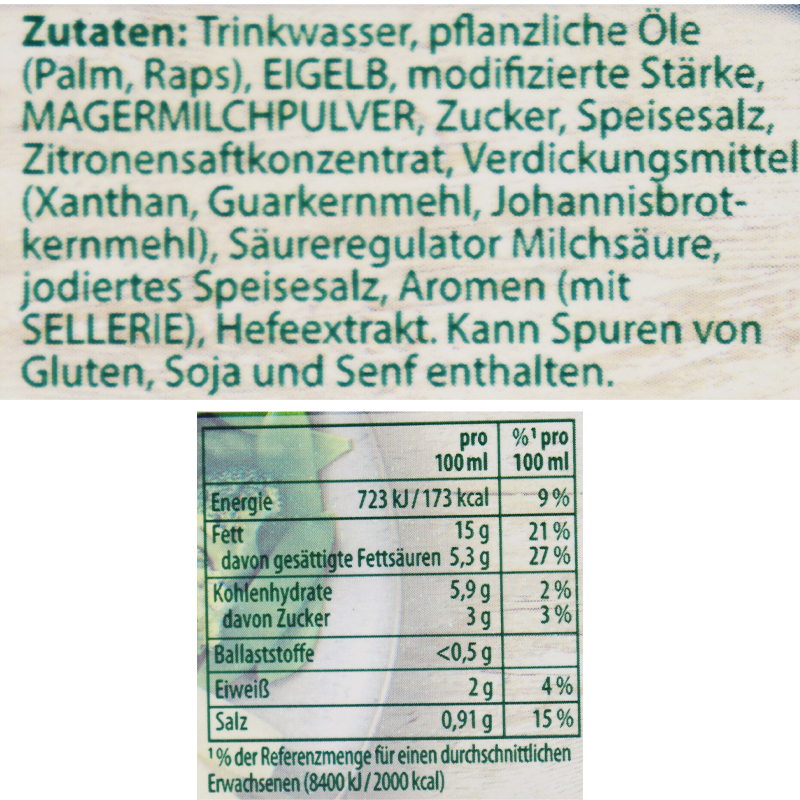 Zutaten: Trinkwasser, pflanzliche Öle
(Palm, Raps), EIGELB, modifizierte Stärke,
MAGERMILCHPULVER, Zucker, Speisesalz,
Zitronensaftkonzentrat, Verdickungsmittel
(Xanthan, Guarkernmehl, Johannisbrot-
kernmehl), Säureregulator Milchsäure,
jodiertes Speisesalz, Aromen (mit
SELLERIE), Hefeextrakt. Kann Spuren von
Gluten, Soja und Senf enthalten.
pro %¹ pro
100 ml 100 ml
Energie 723 kJ / 173 kcal 9 %
Fett 15 g 21 %
davon gesättigte Fettsäuren 5,3 g 27 %
Kohlenhydrate 5,9 g 2 %
davon Zucker 3 g 3 %
Ballaststoffe <0,5 g
Eiweiß 2 g 4 %
Salz 0,91 g 15 %
¹ % der Referenzmenge für einen durchschnittlichen
Erwachsenen (8400 kJ / 2000 kcal)